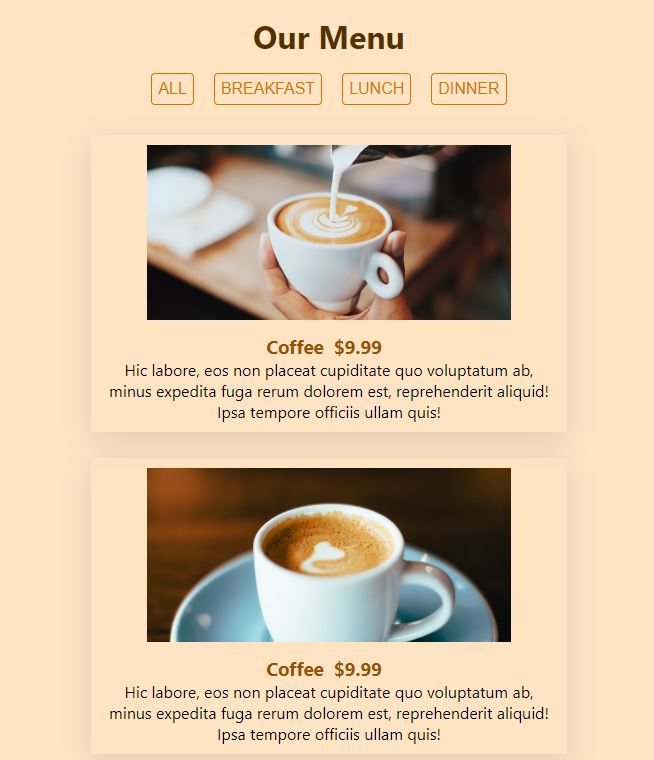 Our Menu
ALL BREAKFAST LUNCH DINNER
Coffee $9.99
Hic labore, eos non placeat cupiditate quo voluptatum ab,
minus expedita fuga rerum dolorem est, reprehenderit aliquid!
Ipsa tempore officiis ullam quis!
Coffee $9.99
Hic labore, eos non placeat cupiditate quo voluptatum ab,
minus expedita fuga rerum dolorem est, reprehenderit aliquid!
Ipsa tempore officiis ullam quis!